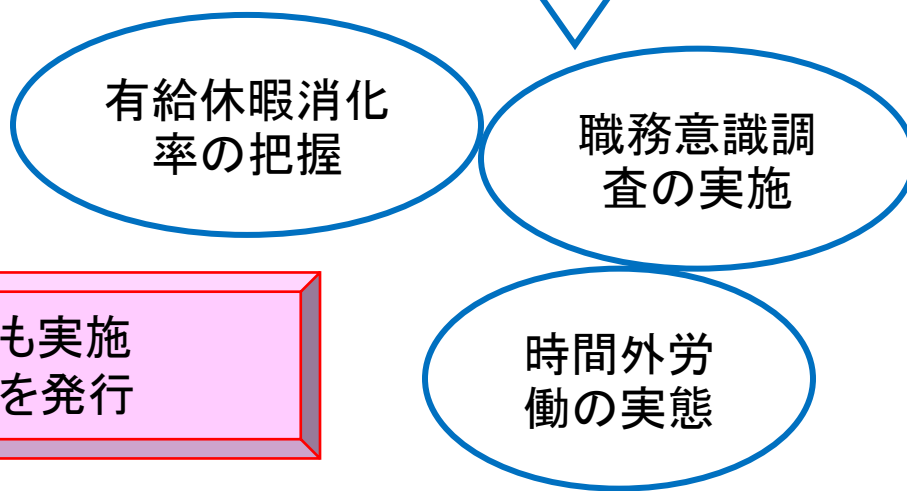 有給休暇消化
率の把握
職務意識調
査の実施
も実施
を発行
時間外労
働の実態